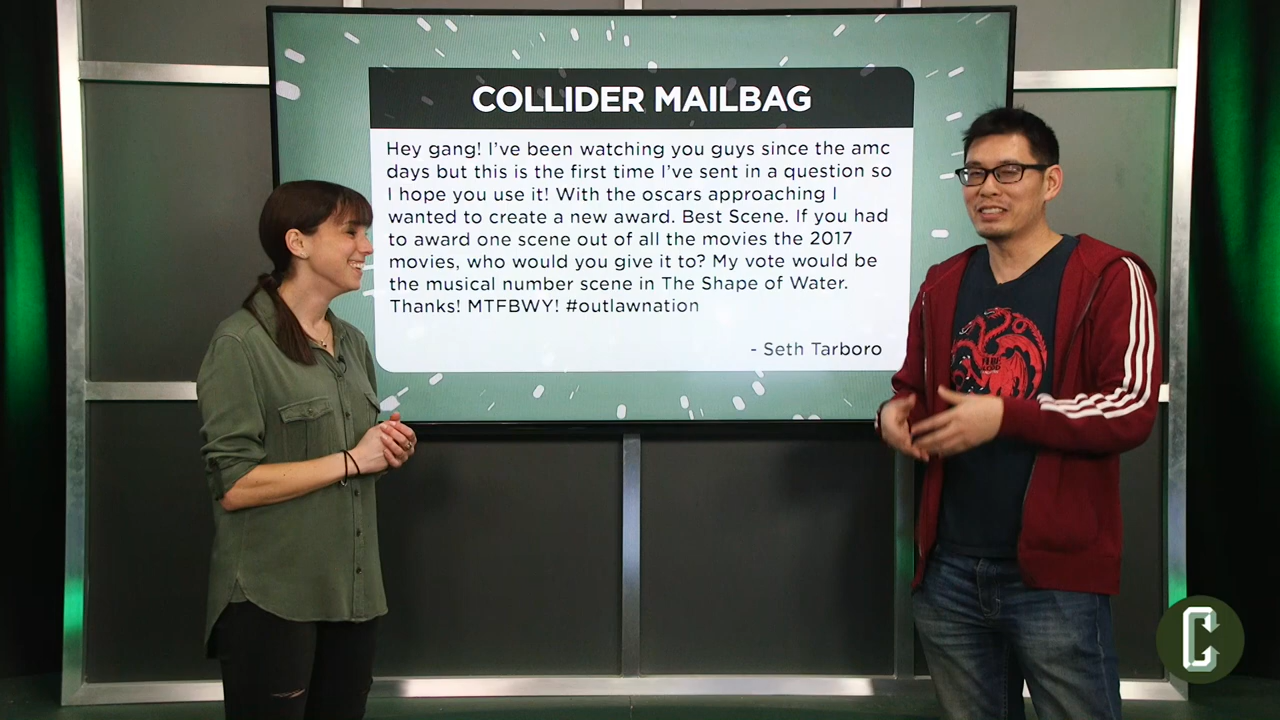 COLLIDER MAILBAG
Hey gang! I've been watching you guys since the amc
days but this is the first time I've sent in a question so
I hope you use it! With the oscars approaching I
wanted to create a new award. Best Scene. If you had
to award one scene out of all the movies the 2017
movies, who would you give it to? My vote would be
the musical number scene in The Shape of Water.
Thanks! MTFBWY! #outlawnation
- Seth Tarboro
C